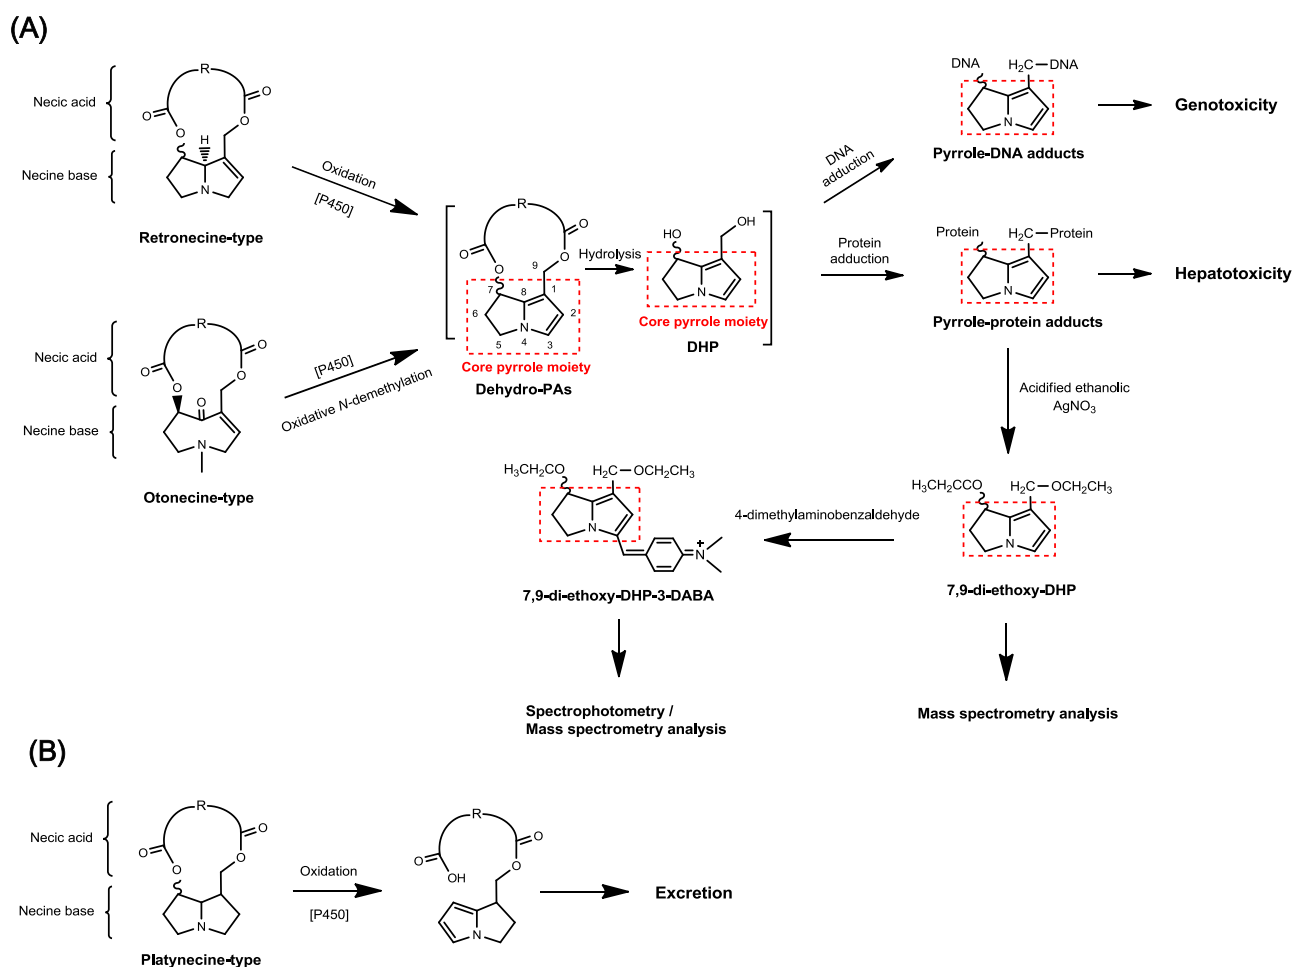 (A)
Necic acid
Necine base
R
O
O
O
O
H
N
Retronecine-type
Oxidation
[P450]
Necic acid
Necine base
R
O
O
O
O
O
N
Otonecine-type
[P450]
Oxidative N-demethylation
R
O
O
O
O
9
7
8
1
6
2
N
5
4
3
Core pyrrole moiety
Dehydro-PAs
Hydrolysis
HO
OH
N
Core pyrrole moiety
DHP
DNA
adduction
DNA
H2C—DNA
N
Pyrrole-DNA adducts
Genotoxicity
Protein
adduction
Protein
H2C—Protein
N
Pyrrole-protein adducts
Hepatotoxicity
Acidified ethanolic
AgNO3
H3CH2CCO
H2C—OCH2CH3
N
7,9-di-ethoxy-DHP
Mass spectrometry analysis
4-dimethylaminobenzaldehyde
H3CH2CO
H2C—OCH2CH3
N
N+
7,9-di-ethoxy-DHP-3-DABA
Spectrophotometry /
Mass spectrometry analysis
(B)
Necic acid
Necine base
R
O
O
O
O
N
Platynecine-type
Oxidation
[P450]
R
O
O
OH
O
N
Excretion